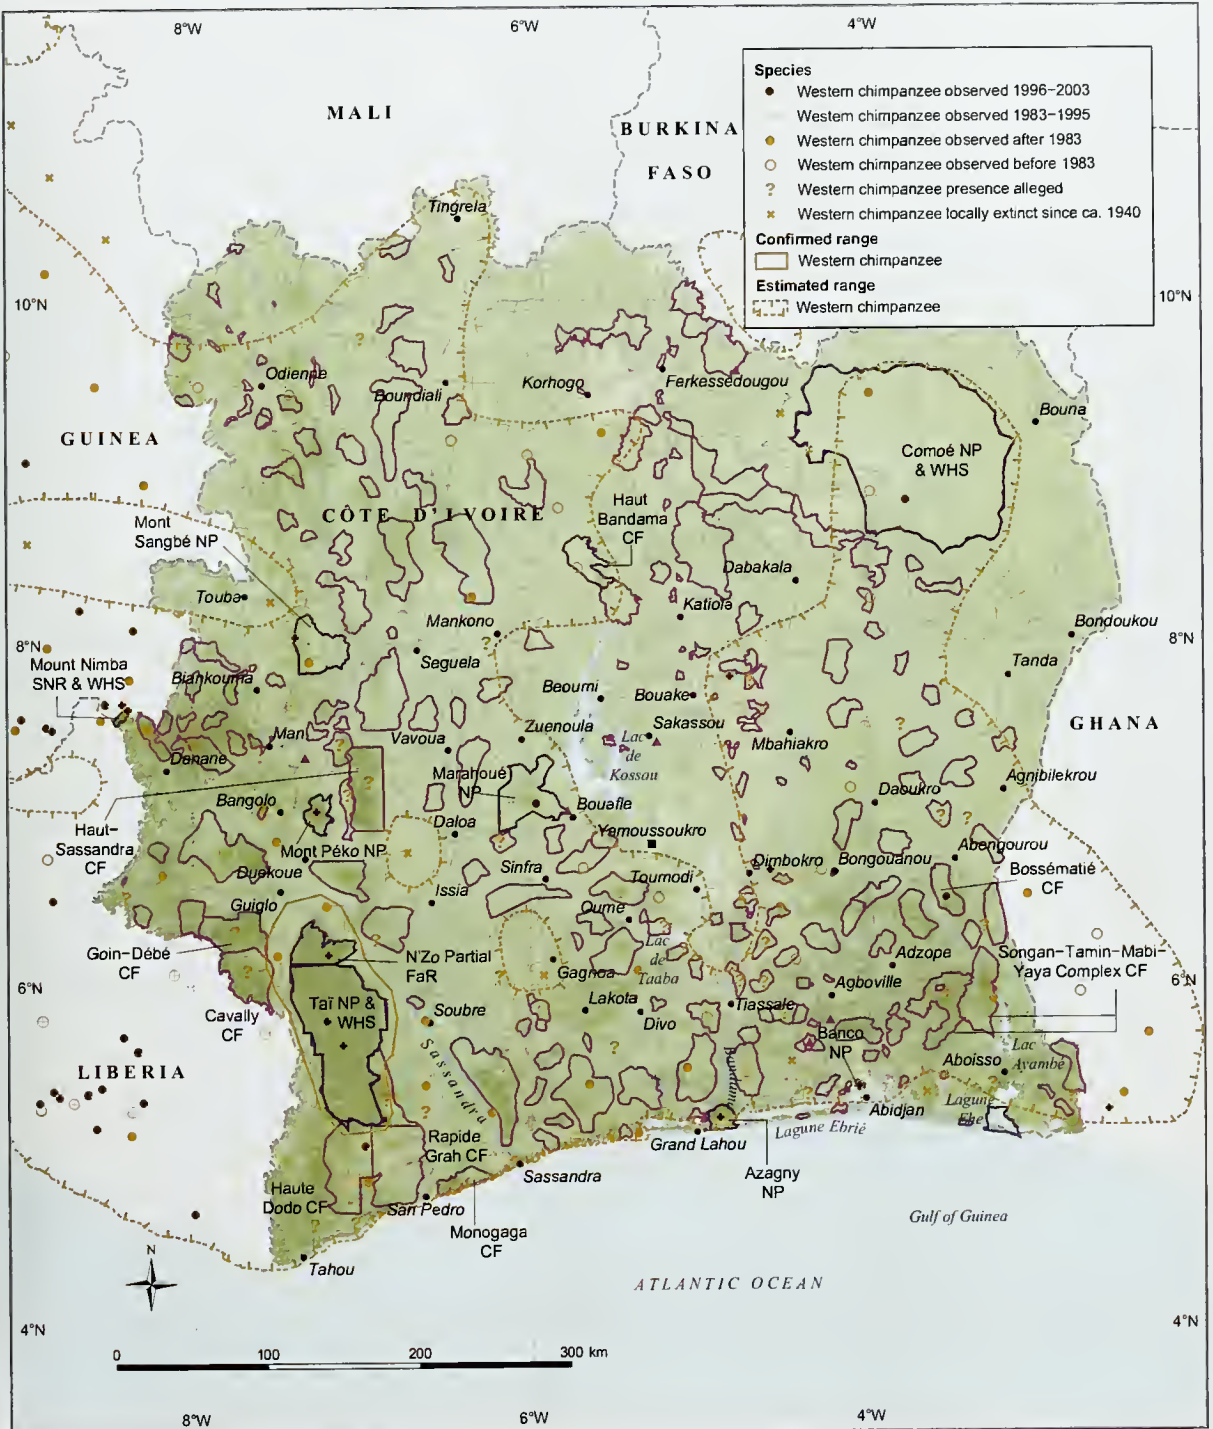 8°W
6°W
4°W
Species
Western chimpanzee observed 1996–2003
Western chimpanzee observed 1983–1995
Western chimpanzee observed after 1983
Western chimpanzee observed before 1983
? Western chimpanzee presence alleged
Western chimpanzee locally extinct since ca. 1940
Confirmed range
Western chimpanzee
Estimated range
Western chimpanzee
MALI
BURKINA
FASO
Tingrela
10°N
10°N
Odienne
Boundiali
Korhogo
Ferkessedougou
Bouna
GUINEA
Comoé NP
& WHS
CÔTE D'IVOIRE
Haut
Bandama
CF
Mont
Sangbé NP
Dabakala
Touba
Katiola
Mankono
Bondoukou
8°N
8°N
Seguela
Mount Nimba
SNR & WHS
Tanda
Biankouma
Beoumi
Bouake
Zuenoula
Sakassou
GHANA
Man
Vavoua
Mbahiakro
Lac
de
Kossou
Danane
Marahoué
NP
Agnibilekrou
Bangolo
Bouafle
Daoukro
Haut-
Sassandra
CF
Daloa
Yamoussoukro
Mont Péko NP
Abengourou
Sinfra
Dimbokro
Bongouanou
Bossématié
CF
Duekoue
Tournodi
Issia
Guiglo
Oume
Goin–Débé
CF
N'Zo Partial
FaR
Lac
de
Taaba
Adzope
Songan–Tamin–Mabi-
Yaya Complex CF
Gagnoa
6°N
6°N
Agboville
Cavally
CF
Taï NP &
WHS
Soubre
Lakota
Divo
Tiassale
Banco
NP
Sassandra
Lac
Ayambé
Aboisso
LIBERIA
Bandama
Abidjan
Lagune
Ehe
Lagune Ebrié
Grand Lahou
Rapide
Grah CF
Azagny
NP
Sassandra
Haute
Dodo CF
San Pedro
Monogaga
CF
Gulf of Guinea
N
Tahou
ATLANTIC OCEAN
4°N
4°N
0 100 200 300 km
8°W
6°W
4°W